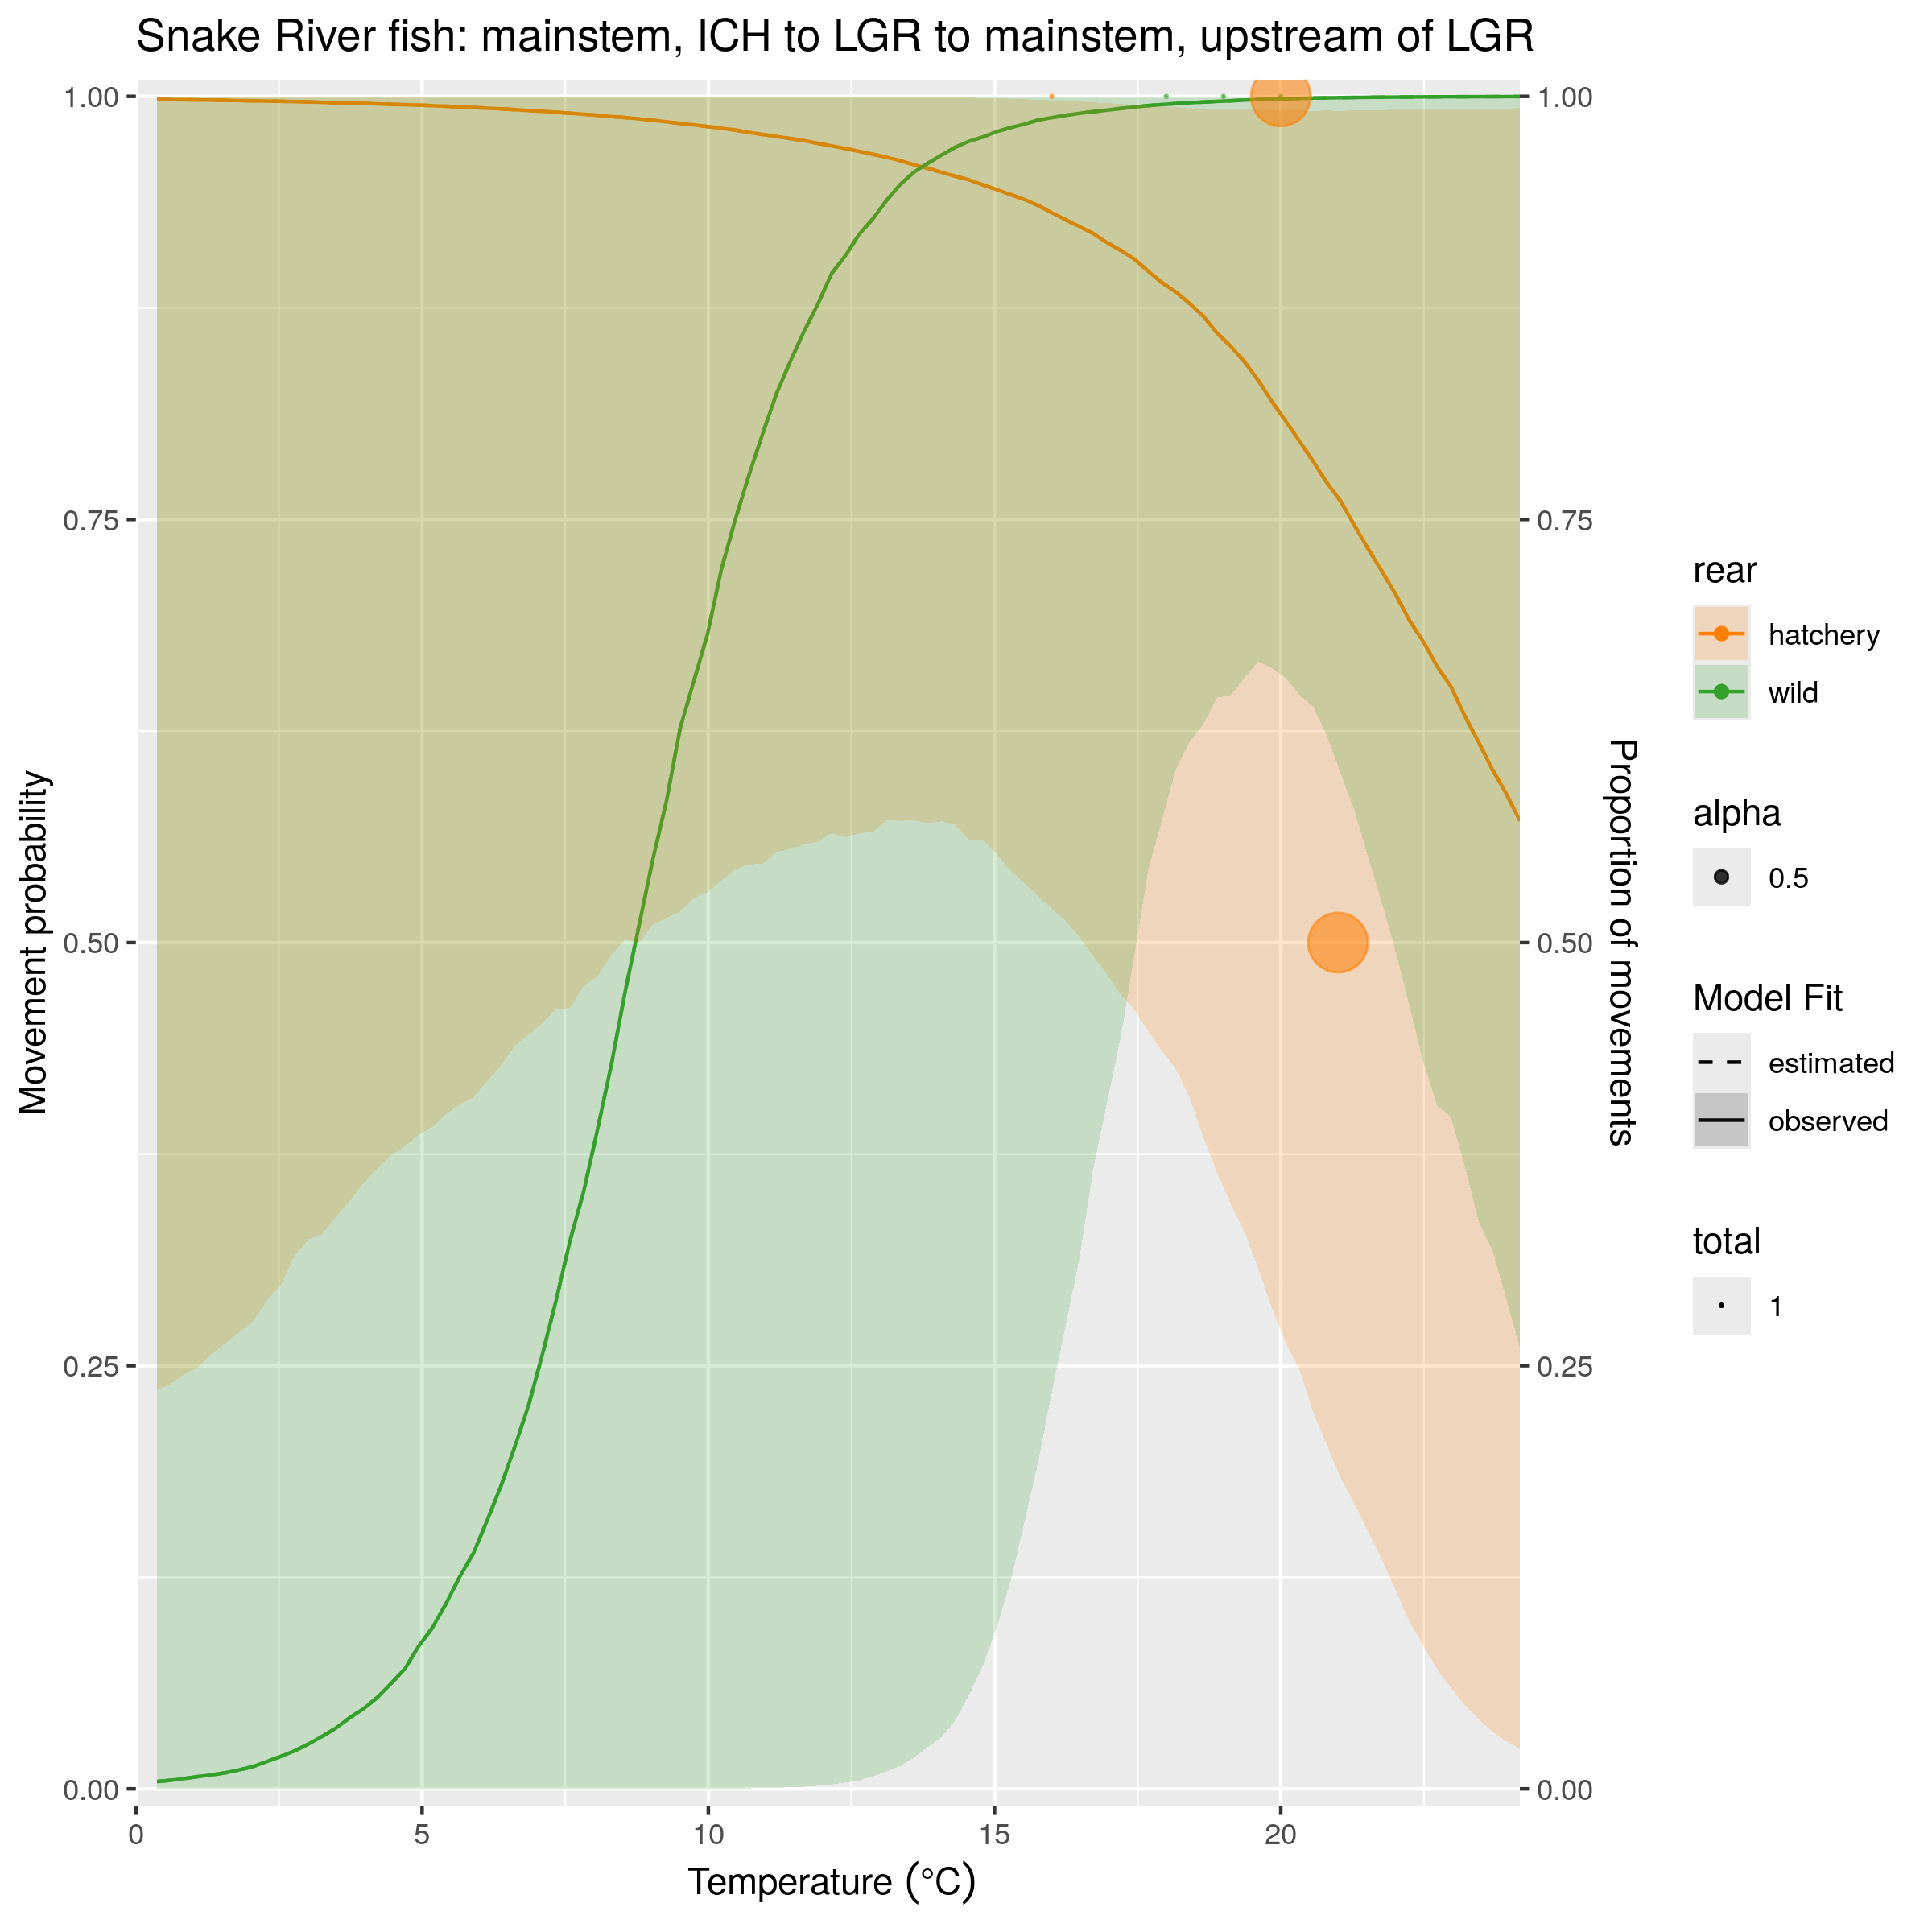 Snake River fish: mainstem, ICH to LGR to mainstem, upstream of LGR
Movement probability
1.00
0.75
0.50
0.25
0.00
0
5
10
15
20
Temperature (°C)
1.00
0.75
0.50
0.25
0.00
Proportion of movements
rear
hatchery
wild
alpha
0.5
Model Fit
estimated
observed
total
1